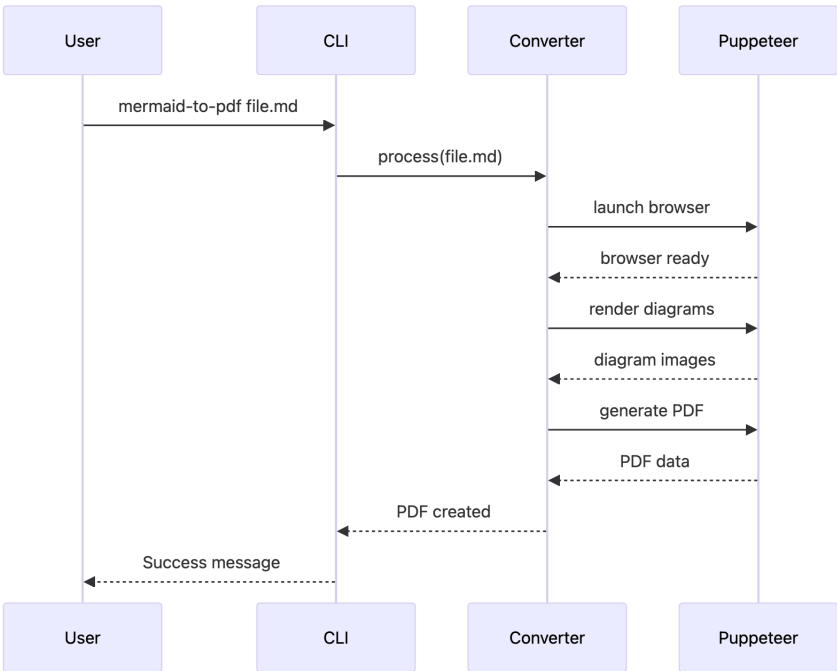 User CLI Converter Puppeteer
mermaid-to-pdf file.md
process(file.md)
launch browser
browser ready
render diagrams
diagram images
generate PDF
PDF data
PDF created
Success message
User CLI Converter Puppeteer